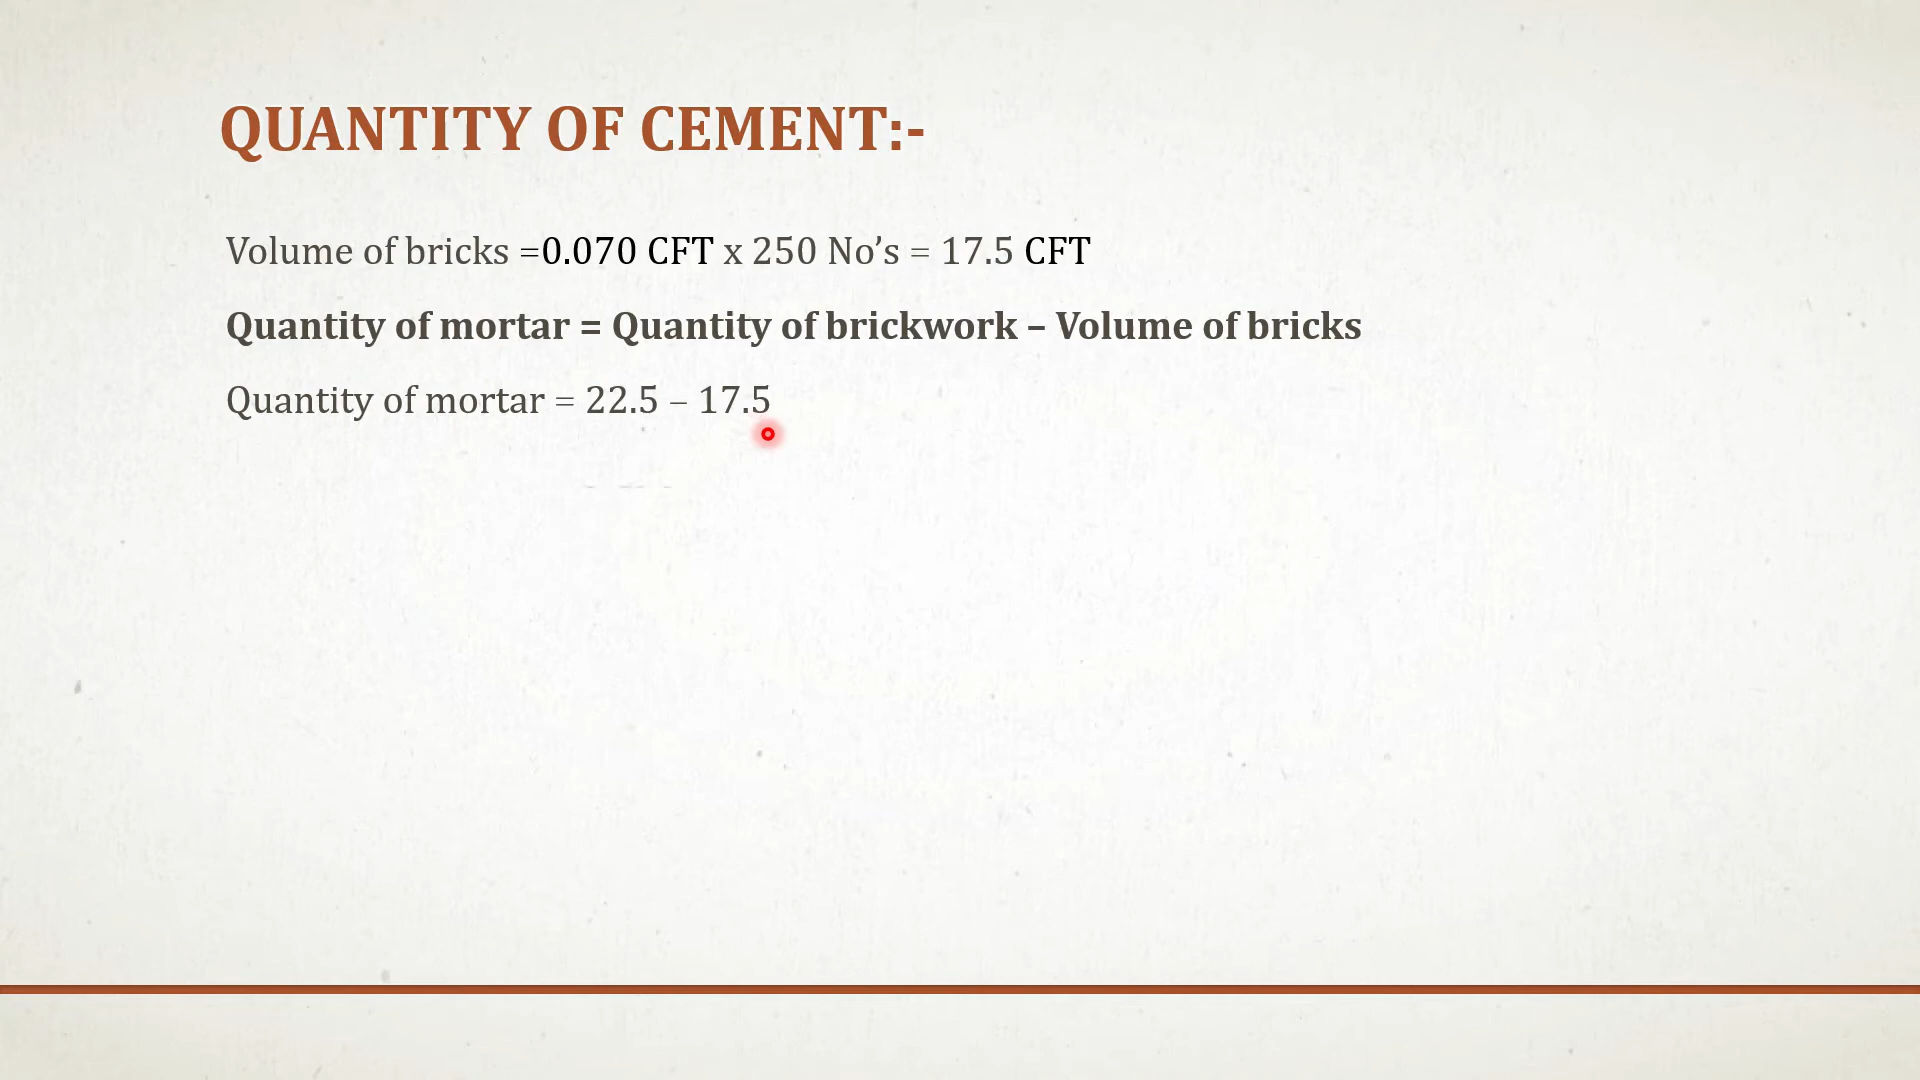 QUANTITY OF CEMENT:-
Volume of bricks =0.070 CFT x 250 No’s = 17.5 CFT
Quantity of mortar = Quantity of brickwork – Volume of bricks
Quantity of mortar = 22.5 – 17.5